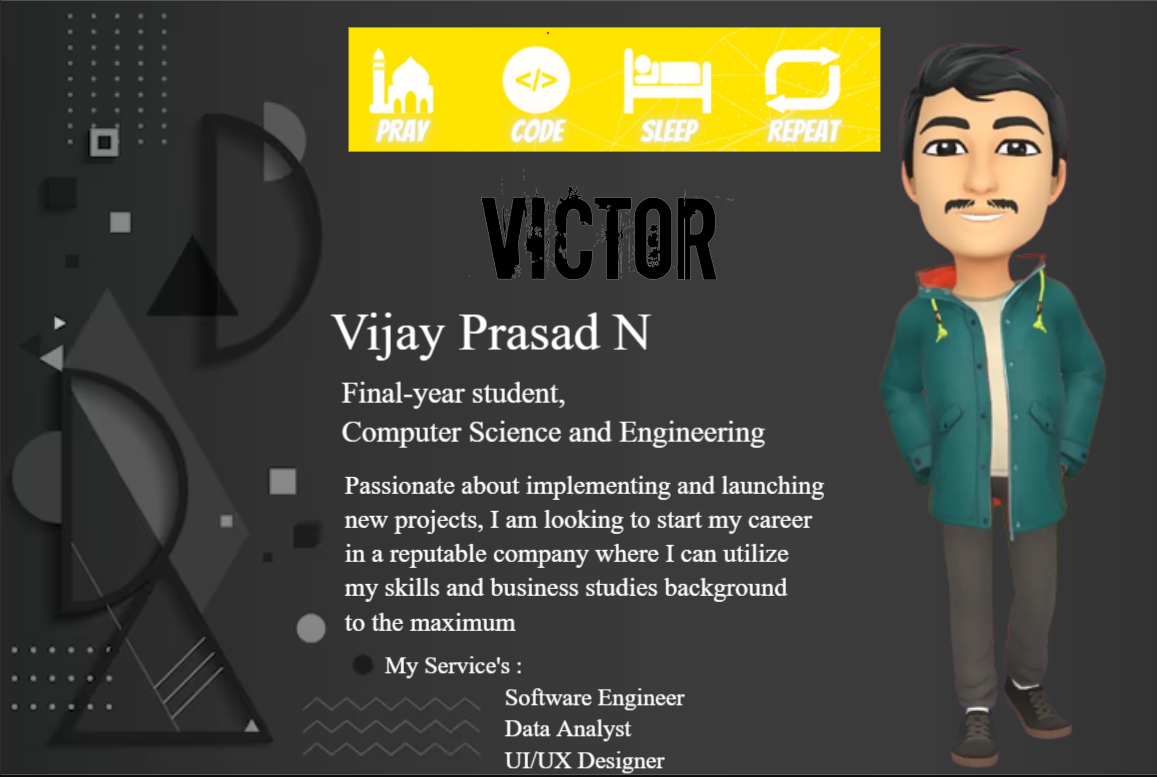 PRAY CODE SLEEP REPEAT
VICTOR
Vijay Prasad N
Final-year student,
Computer Science and Engineering
Passionate about implementing and launching
new projects, I am looking to start my career
in a reputable company where I can utilize
my skills and business studies background
to the maximum
My Service's :
Software Engineer
Data Analyst
UI/UX Designer